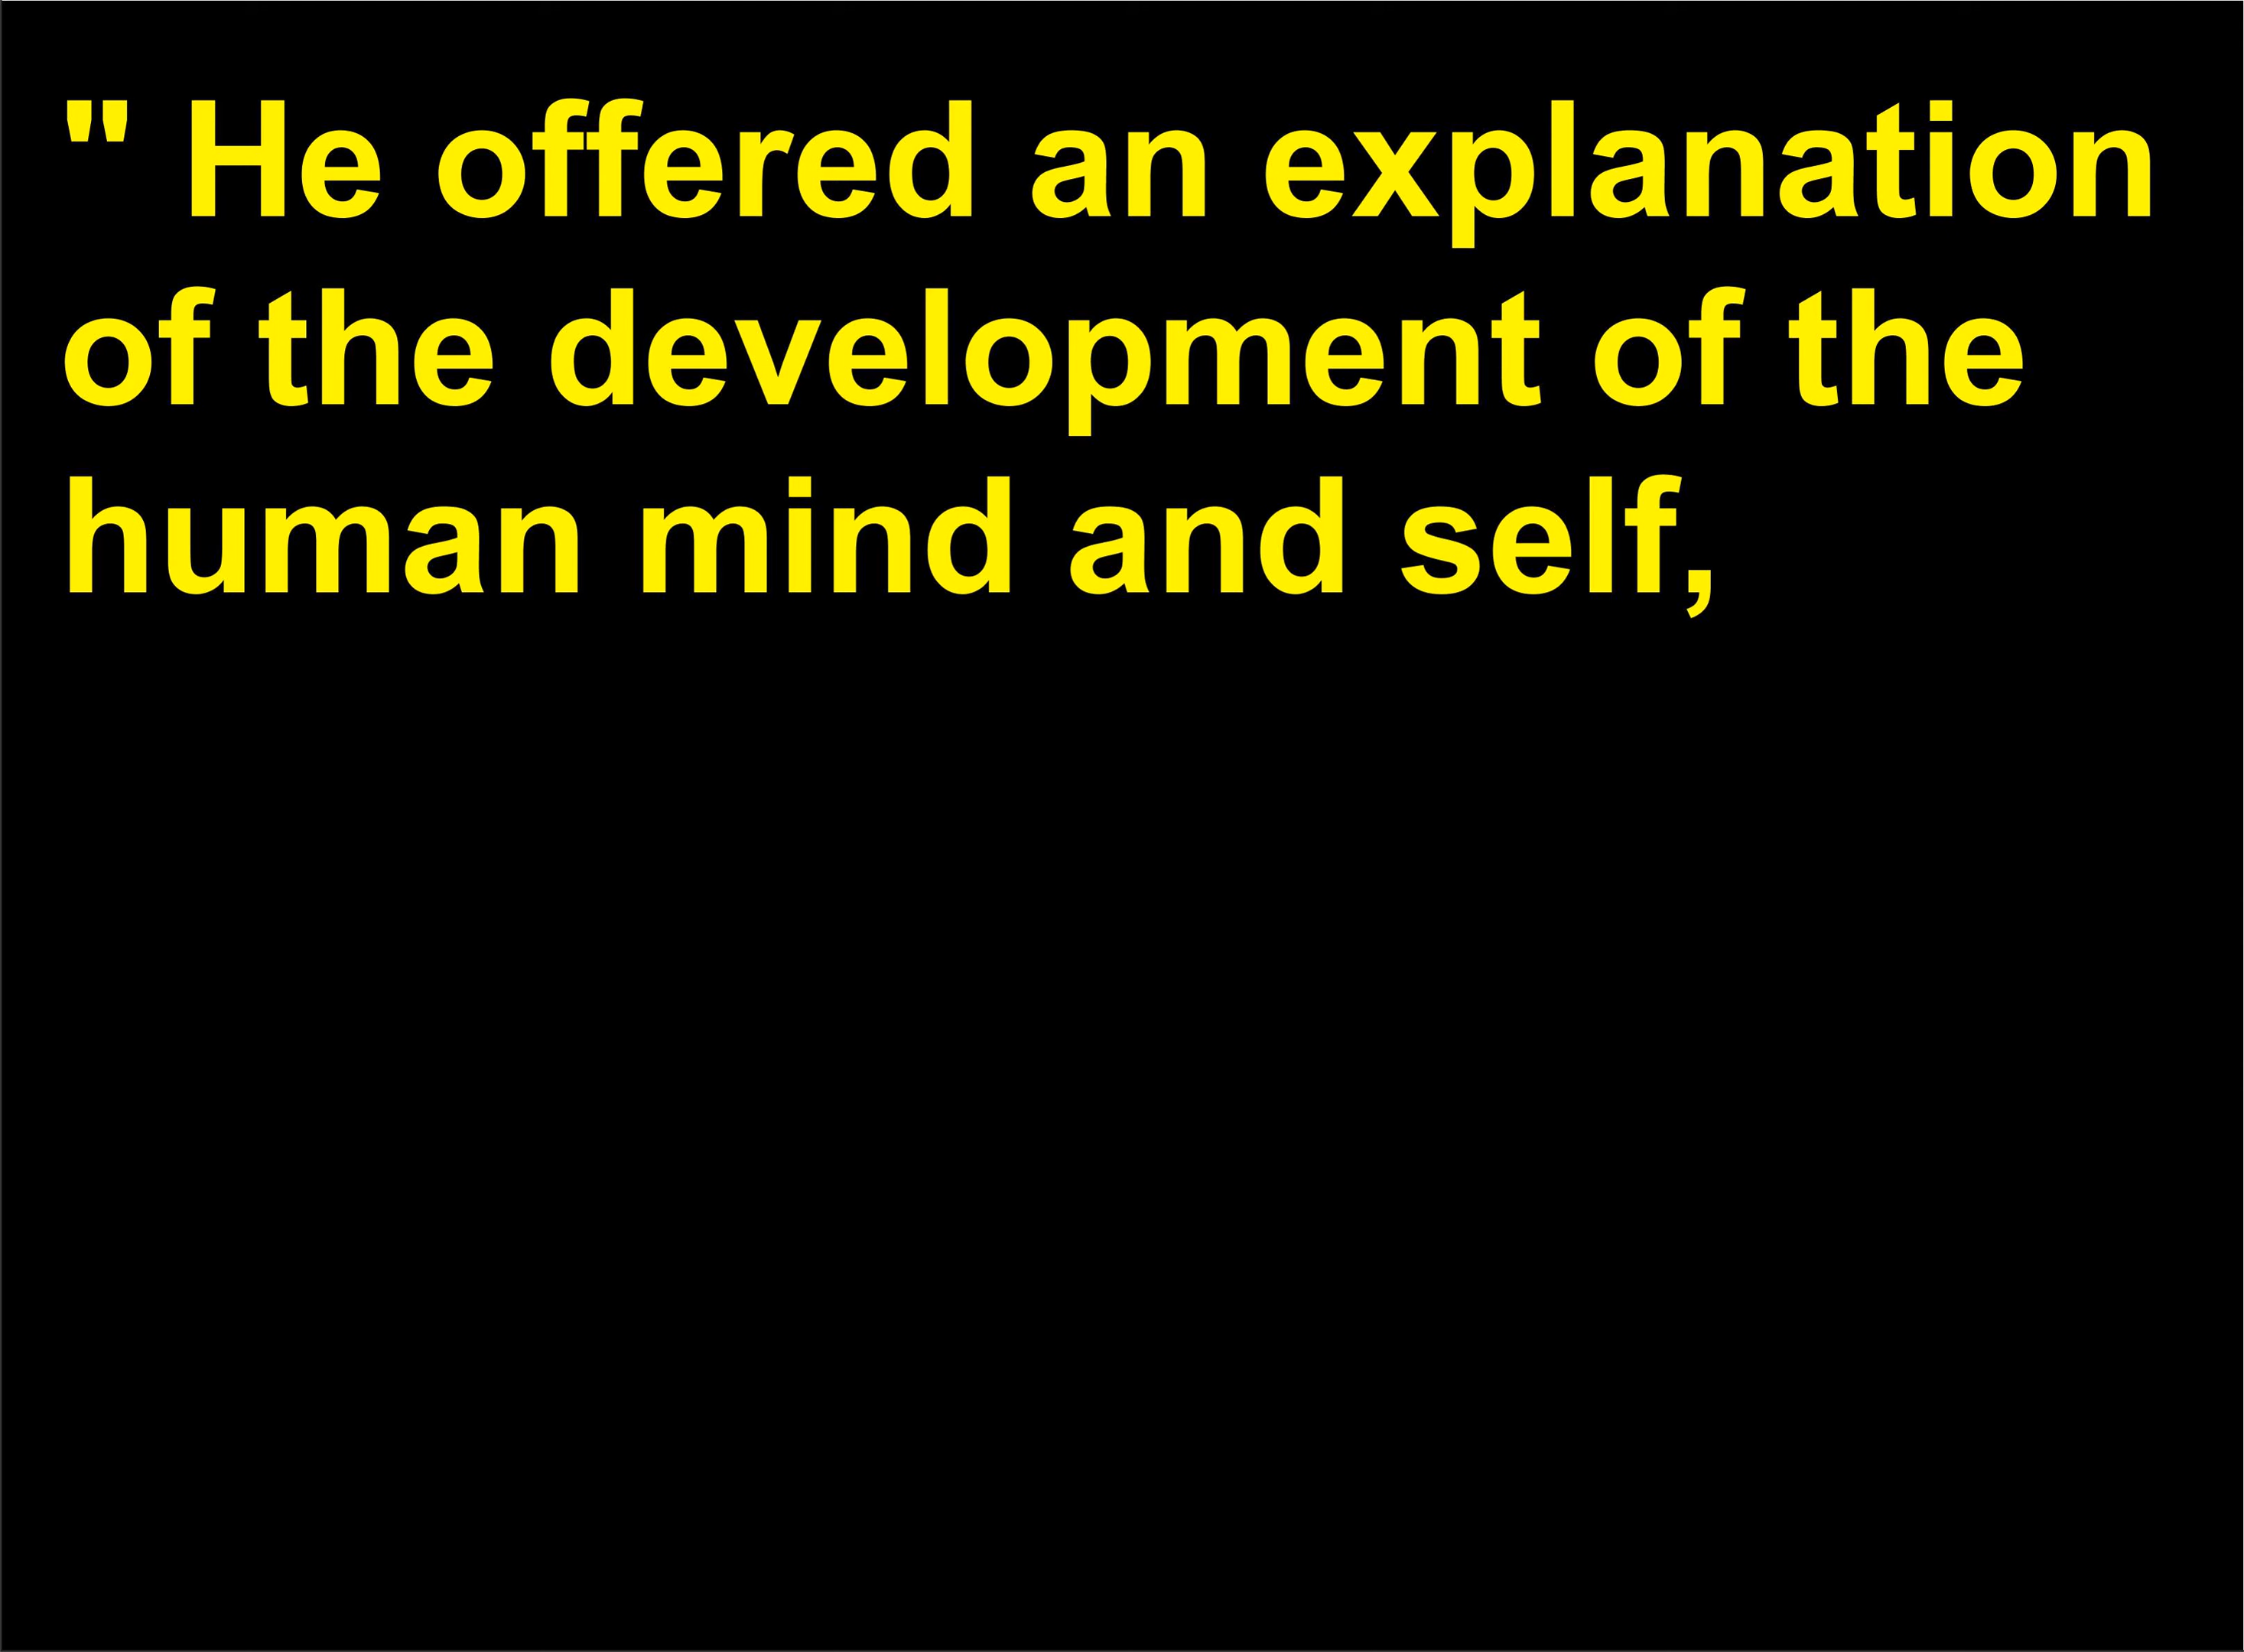 " He offered an explanation
of the development of the
human mind and self,